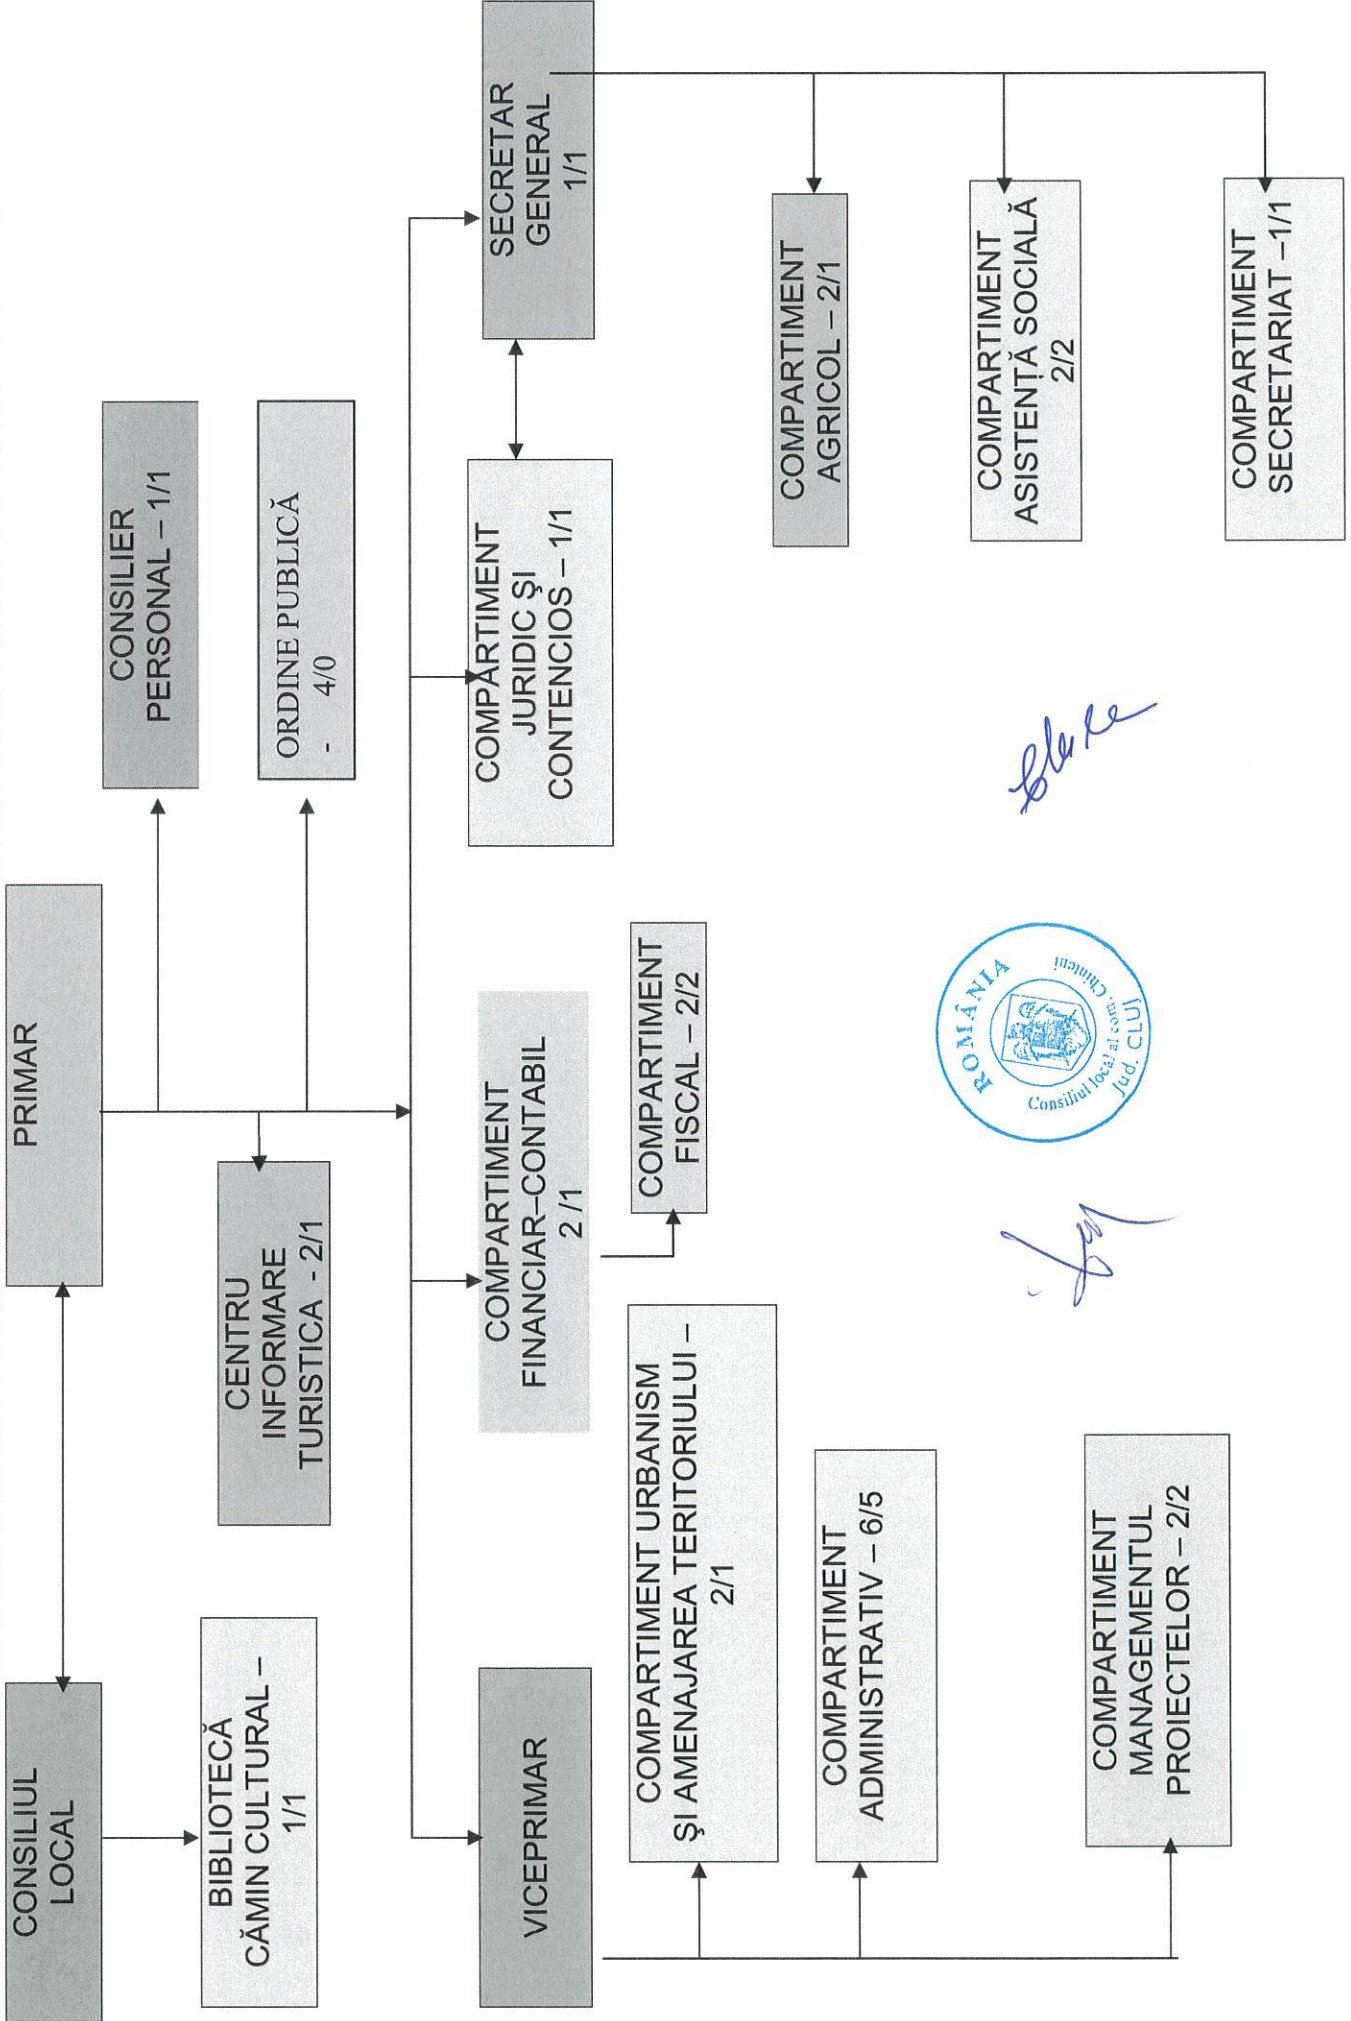 CONSILIUL
LOCAL
PRIMAR
BIBLIOTECĂ
CĂMIN CULTURAL –
1/1
CENTRU
INFORMARE
TURISTICA - 2/1
CONSILIER
PERSONAL – 1/1
ORDINE PUBLICĂ
- 4/0
VICEPRIMAR
COMPARTIMENT
FINANCIAR–CONTABIL
2 /1
COMPARTIMENT
JURIDIC ŞI
CONTENCIOS – 1/1
SECRETAR
GENERAL
1/1
COMPARTIMENT URBANISM
ŞI AMENAJAREA TERITORIULUI –
2/1
COMPARTIMENT
ADMINISTRATIV – 6/5
COMPARTIMENT
MANAGEMENTUL
PROIECTELOR – 2/2
COMPARTIMENT
FISCAL – 2/2
COMPARTIMENT
AGRICOL – 2/1
COMPARTIMENT
ASISTENŢĂ SOCIALĂ
2/2
COMPARTIMENT
SECRETARIAT –1/1
ROMÂNIA
Consiliul local al com. Chinteni
Jud. CLUJ